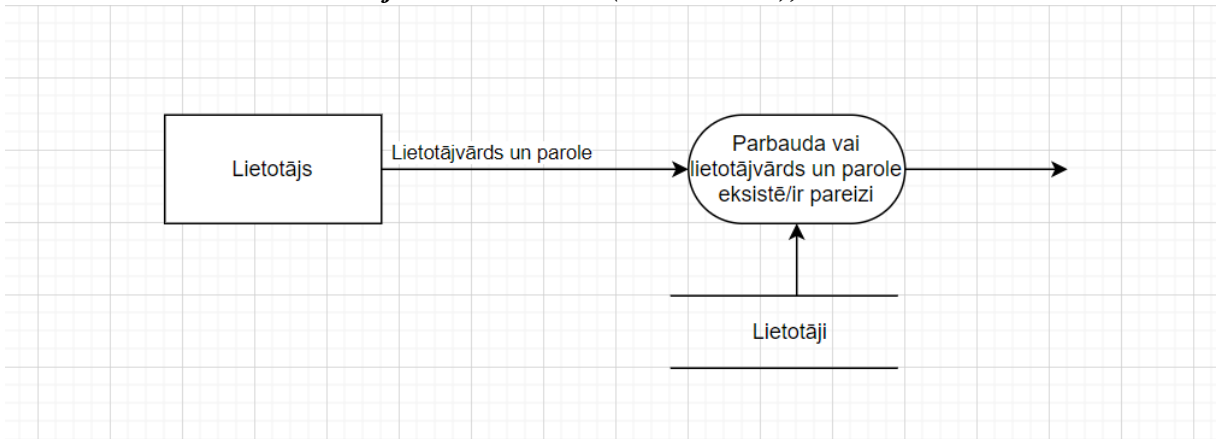 Lietotājs
Lietotājvārds un parole
Parbauda vai
lietotājvārds un parole
eksistē/ir pareizi
Lietotāji